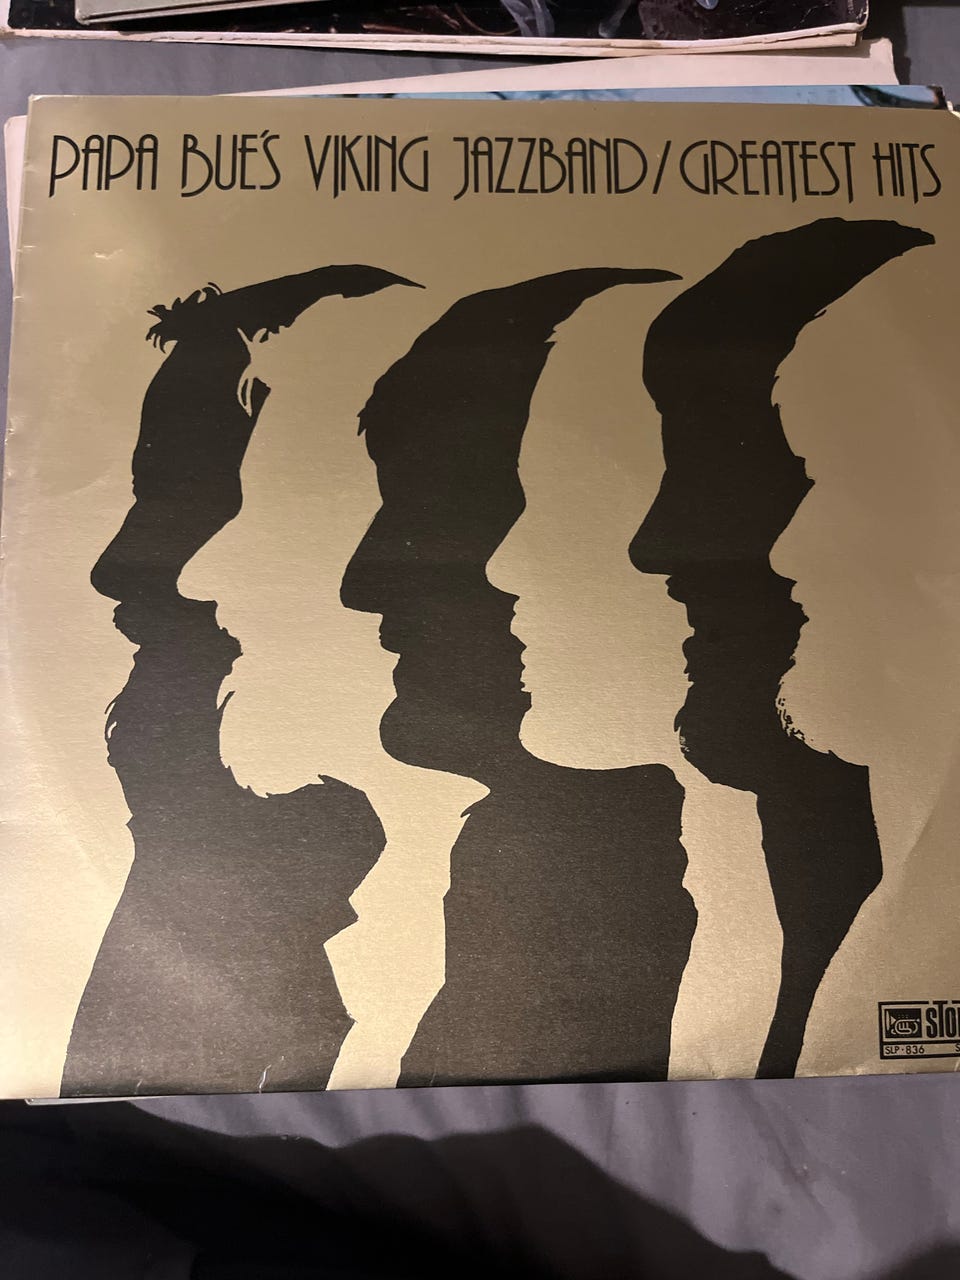 PAPA BUE'S VIKING JAZZBAND/GREATEST HITS
SLP-836